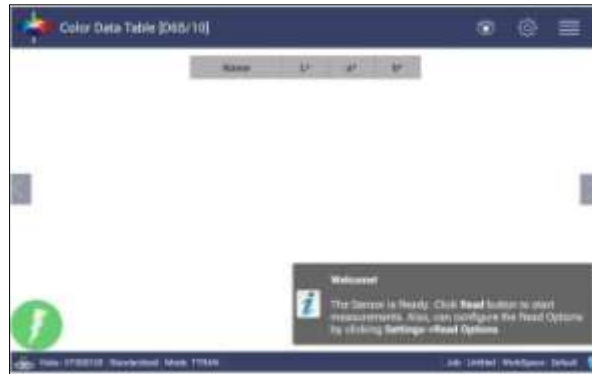 Color Data Table [D65/10]
Name L* a* b*
Welcome!
The Sensor is Ready. Click Read button to start
measurements. Also, can configure the Read Options
by clicking Settings->Read Options
Standardized Mode: TTRAN
Job: Untitled WorkSpace: Default